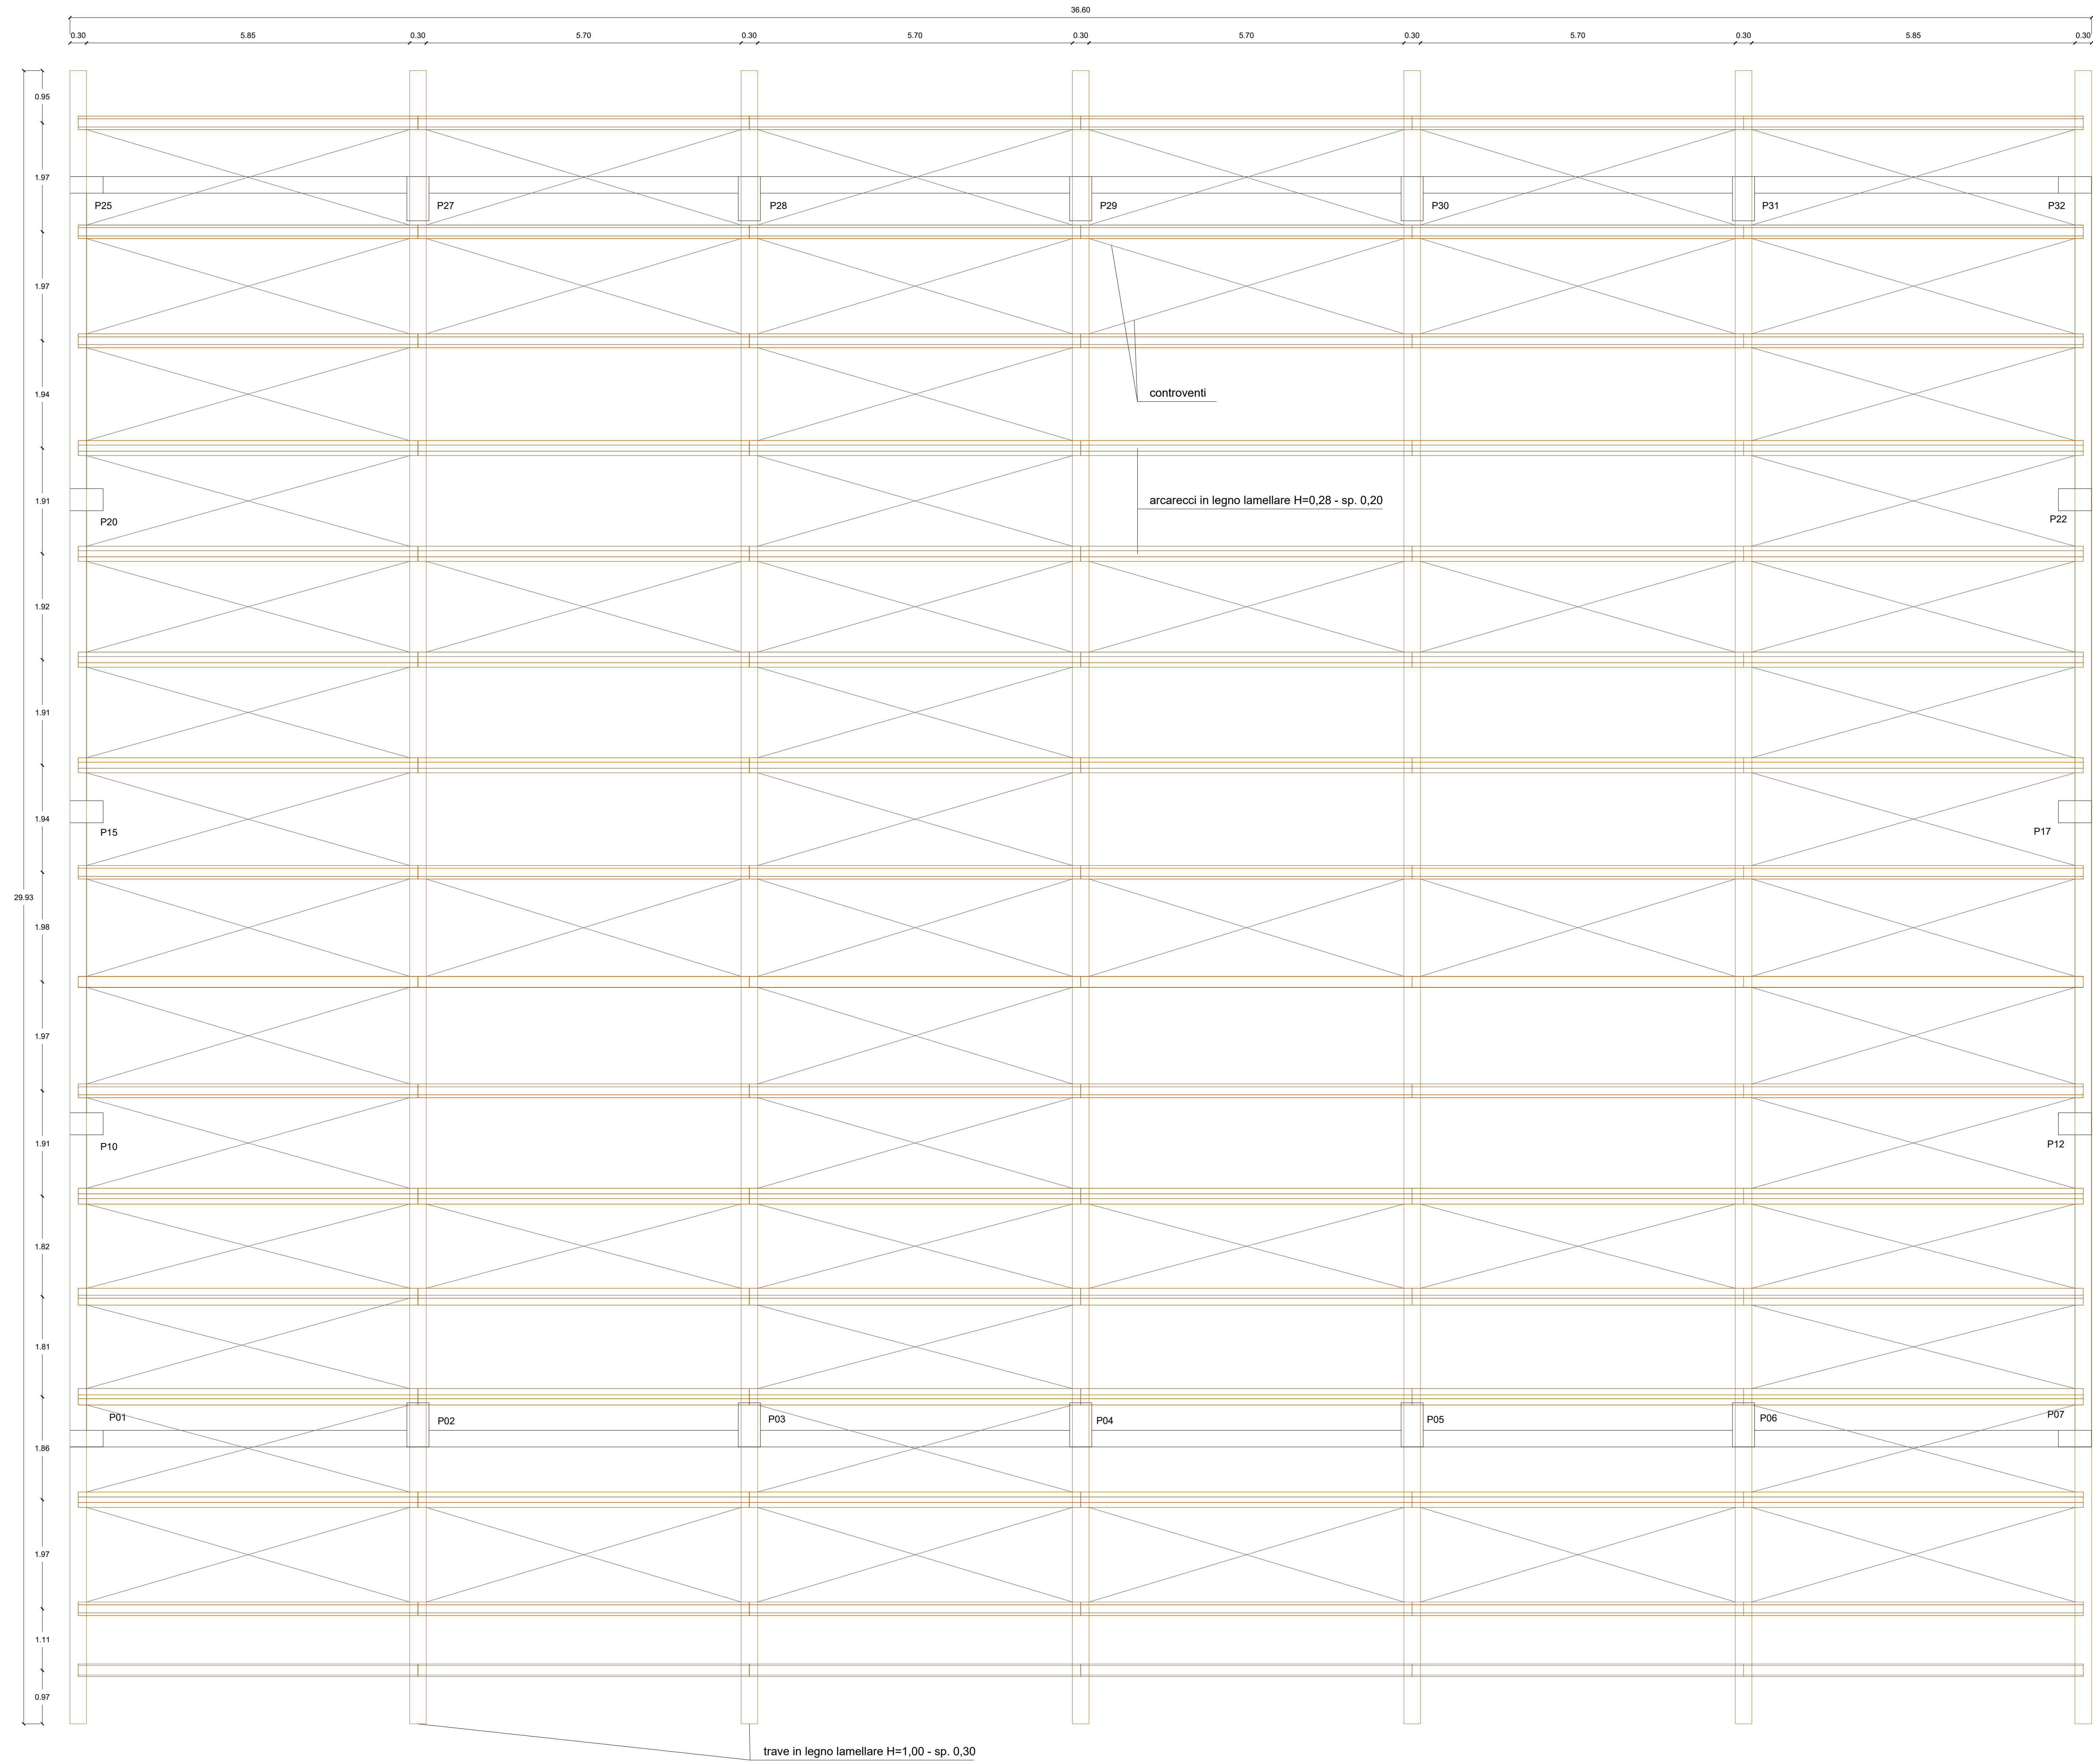 36.60
0.30 5.85 0.30 5.70 0.30 5.70 0.30 5.70 0.30 5.70 0.30 5.85 0.30
0.95
1.97
P25 P27 P28 P29 P30 P31 P32
1.97
controventi
1.94
arcarecci in legno lamellare H=0,28 - sp. 0,20
1.91
P20 P22
1.92
1.91
1.94
P15 P17
29.93
1.98
1.97
1.91
P10 P12
1.82
1.81
P01 P02 P03 P04 P05 P06 P07
1.86
1.97
1.11
0.97
trave in legno lamellare H=1,00 - sp. 0,30